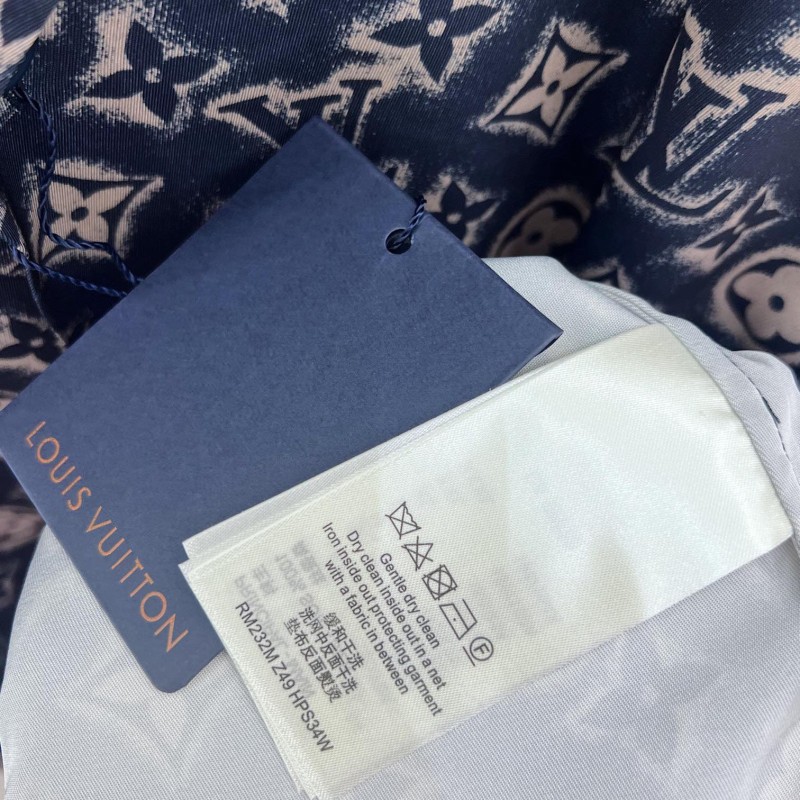 LOUIS VUITTON
Gentle dry clean
Dry clean inside out in a net
Iron inside out protecting garment
with a fabric in between
缓和干洗
洗网中反面干洗
垫布反面熨烫
RM232M Z49 HPS34W